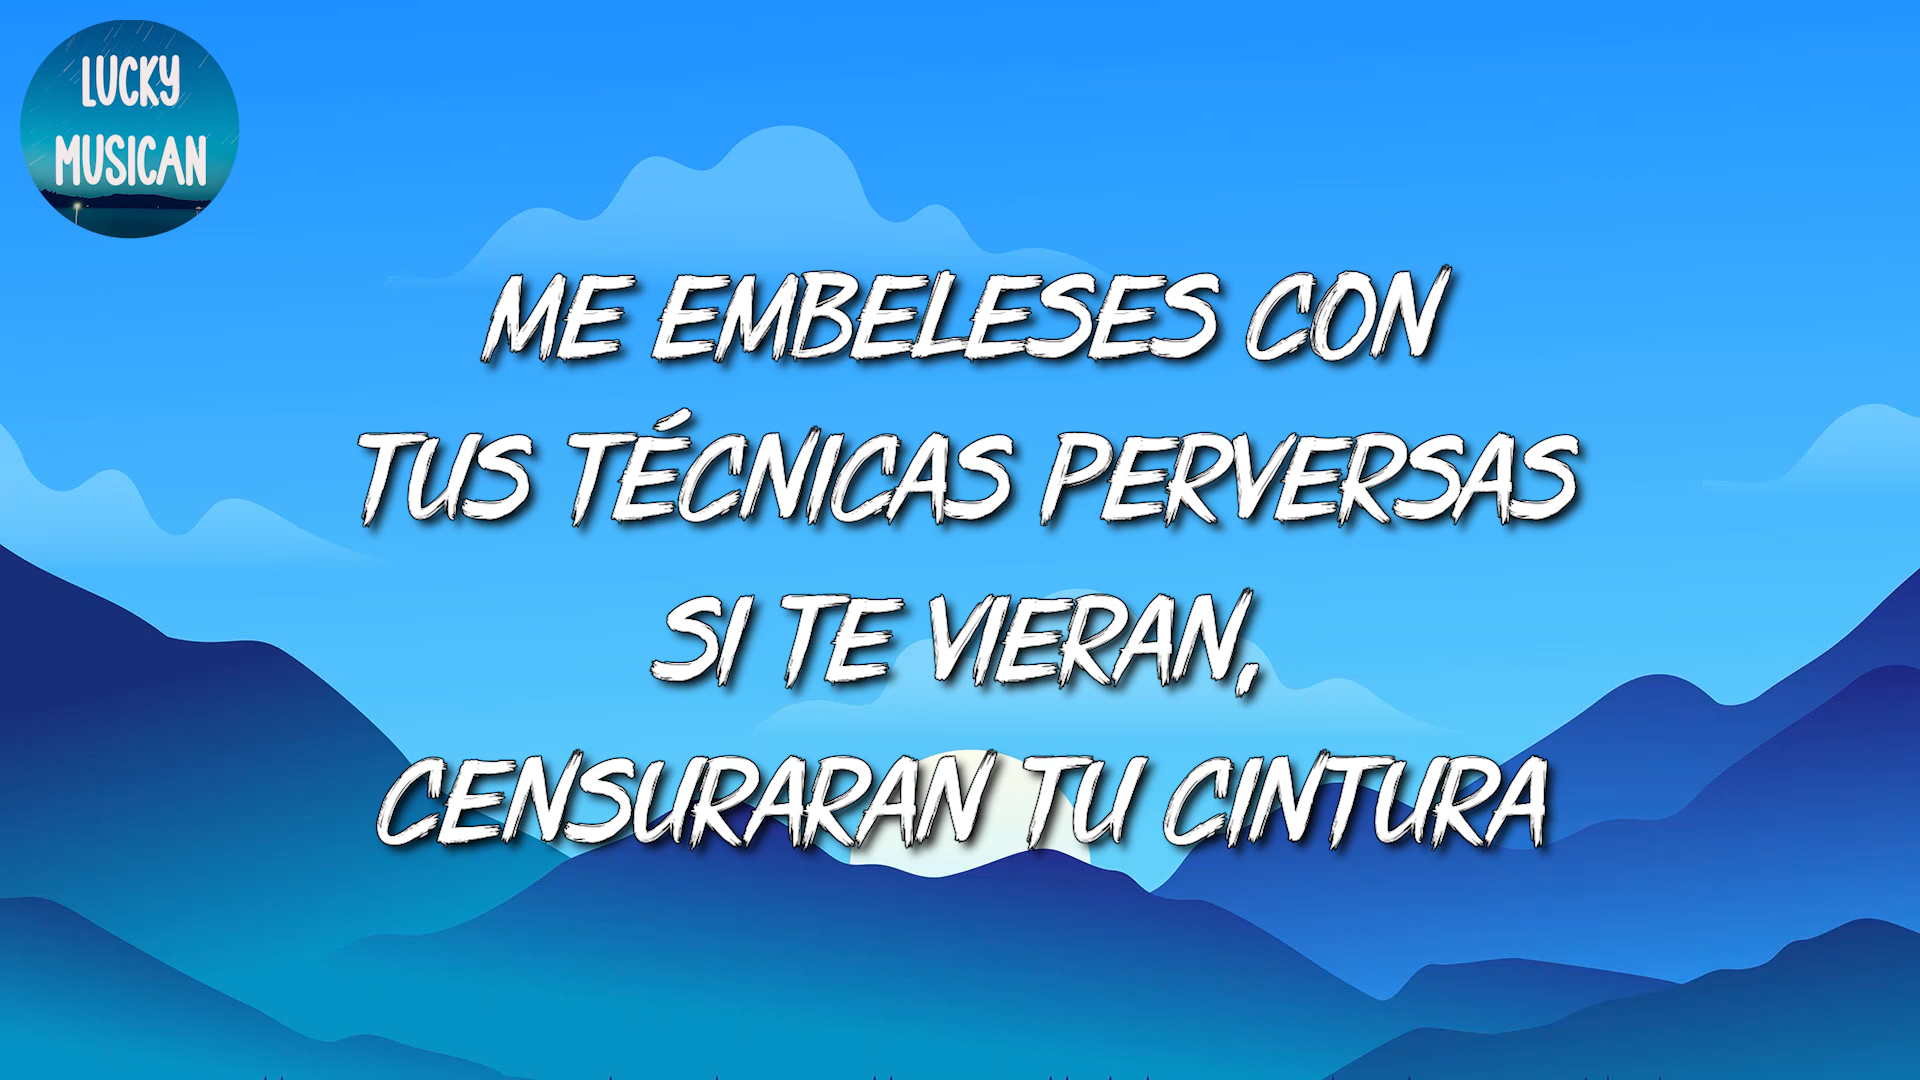 LUCKY
MUSICAN
ME EMBELESES CON
TUS TÉCNICAS PERVERSAS
SI TE VIERAN,
CENSURARAN TU CINTURA